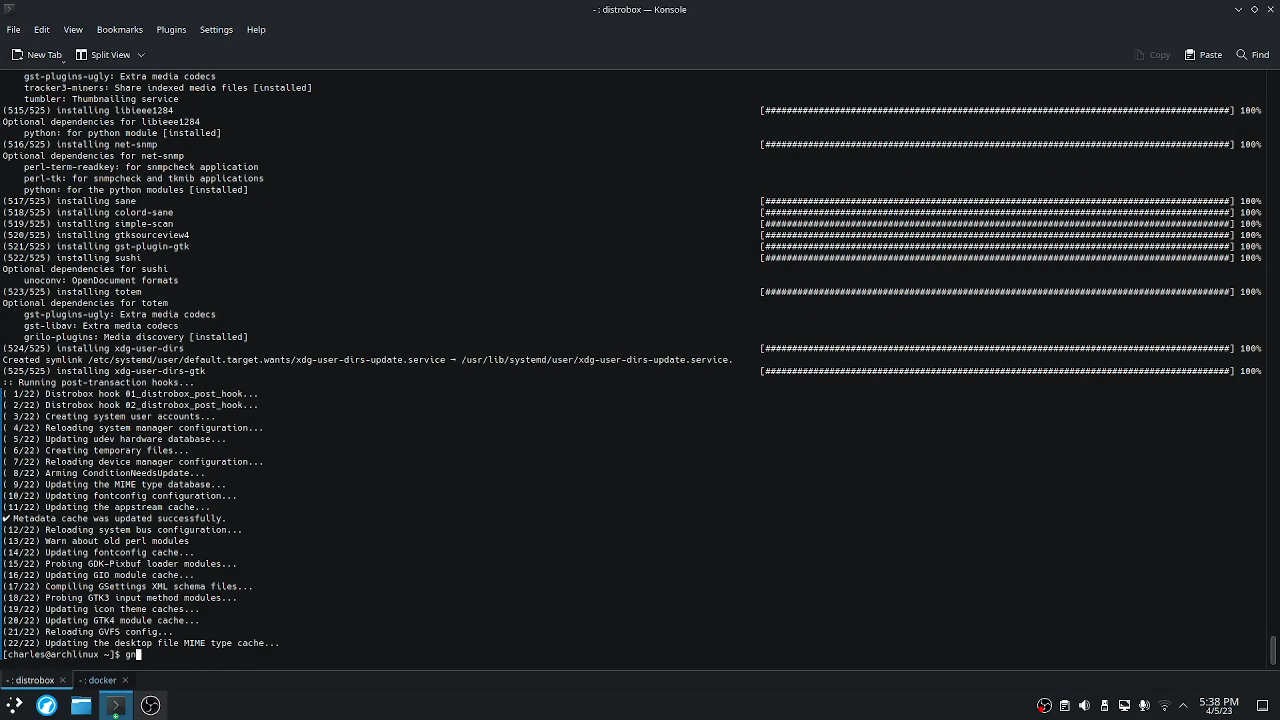 - : distrobox — Konsole
File Edit View Bookmarks Plugins Settings Help
New Tab Split View Copy Paste Find
gst-plugins-ugly: Extra media codecs
tracker3-miners: Share indexed media files [installed]
tumbler: Thumbnailing service
(515/525) installing libieee1284 [######################################################################################] 100%
Optional dependencies for libieee1284
python: for python module [installed]
(516/525) installing net-snmp [######################################################################################] 100%
Optional dependencies for net-snmp
perl-term-readkey: for snmpcheck application
perl-tk: for snmpcheck and tkmib applications
python: for the python modules [installed]
(517/525) installing sane [######################################################################################] 100%
(518/525) installing colord-sane [######################################################################################] 100%
(519/525) installing simple-scan [######################################################################################] 100%
(520/525) installing gtksourceview4 [######################################################################################] 100%
(521/525) installing gst-plugin-gtk [######################################################################################] 100%
(522/525) installing sushi [######################################################################################] 100%
Optional dependencies for sushi
unoconv: OpenDocument formats
(523/525) installing totem [######################################################################################] 100%
Optional dependencies for totem
gst-plugins-ugly: Extra media codecs
gst-libav: Extra media codecs
grilo-plugins: Media discovery [installed]
(524/525) installing xdg-user-dirs [######################################################################################] 100%
Created symlink /etc/systemd/user/default.target.wants/xdg-user-dirs-update.service → /usr/lib/systemd/user/xdg-user-dirs-update.service.
(525/525) installing xdg-user-dirs-gtk [######################################################################################] 100%
:: Running post-transaction hooks...
( 1/22) Distrobox hook 01_distrobox_post_hook...
( 2/22) Distrobox hook 02_distrobox_post_hook...
( 3/22) Creating system user accounts...
( 4/22) Reloading system manager configuration...
( 5/22) Updating udev hardware database...
( 6/22) Creating temporary files...
( 7/22) Reloading device manager configuration...
( 8/22) Arming ConditionNeedsUpdate...
( 9/22) Updating the MIME type database...
(10/22) Updating fontconfig configuration...
(11/22) Updating the appstream cache...
✔ Metadata cache was updated successfully.
(12/22) Reloading system bus configuration...
(13/22) Warn about old perl modules
(14/22) Updating fontconfig cache...
(15/22) Probing GDK-Pixbuf loader modules...
(16/22) Updating GIO module cache...
(17/22) Compiling GSettings XML schema files...
(18/22) Probing GTK3 input method modules...
(19/22) Updating icon theme caches...
(20/22) Updating GTK4 module cache...
(21/22) Reloading GVFS config...
(22/22) Updating the desktop file MIME type cache...
[charles@archlinux ~]$ gn
- : distrobox - : docker
5:38 PM
4/5/23